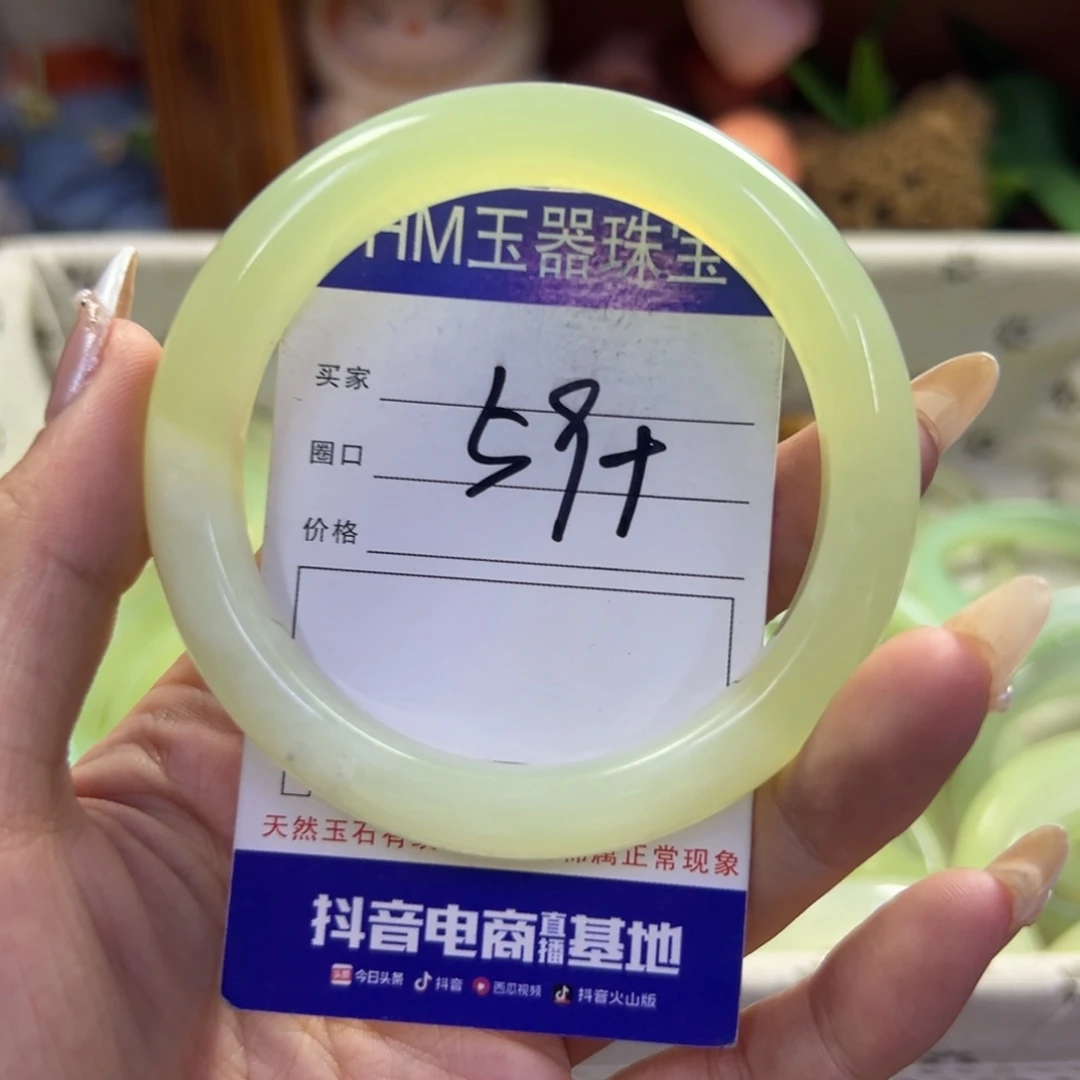 HM玉器珠宝
买家
圈口
59+
价格
天然玉石有
属正常现象
抖音电商直播基地
今日头条 抖音 西瓜视频 抖音火山版